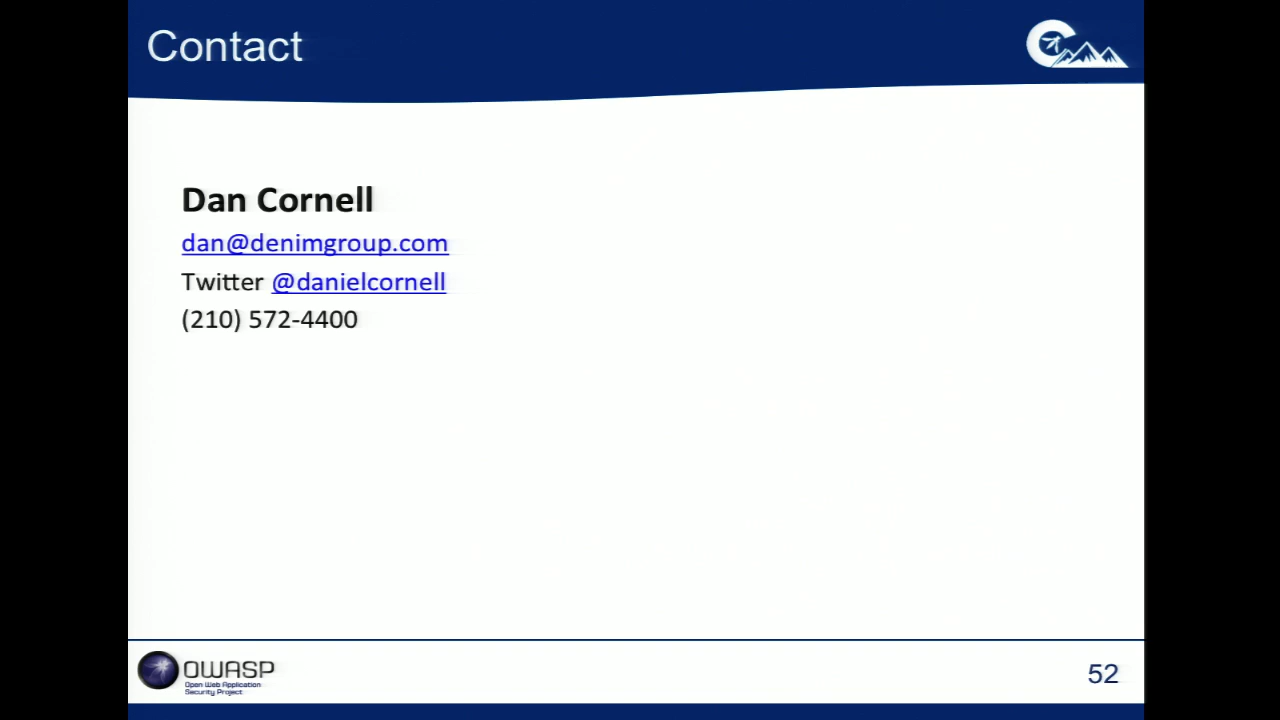 Contact
Dan Cornell
dan@denimgroup.com
Twitter @danielcornell
(210) 572-4400
OWASP
Open Web Application
Security Project
52